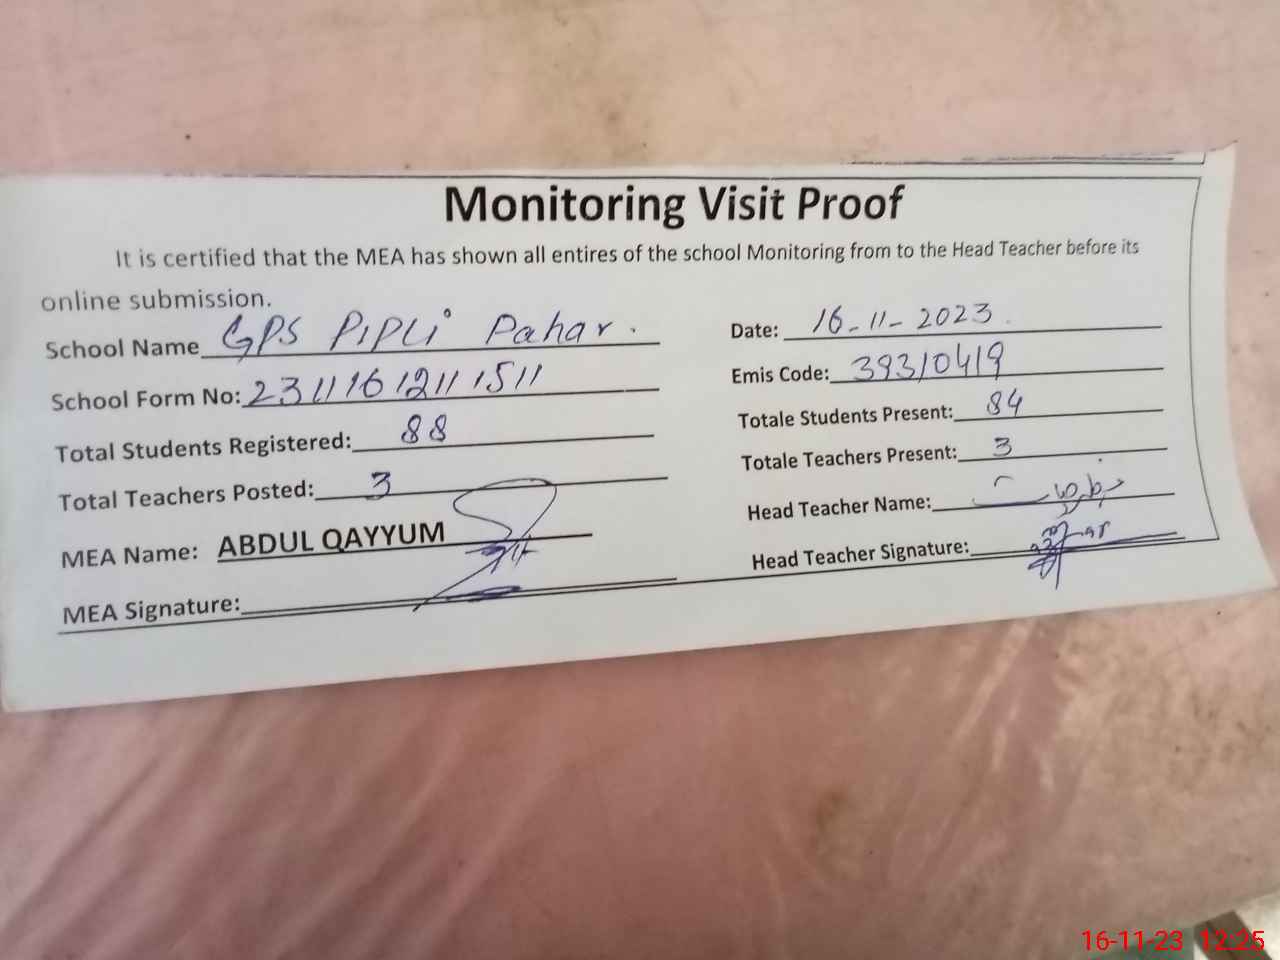 Monitoring Visit Proof
It is certified that the MEA has shown all entires of the school Monitoring from to the Head Teacher before its
online submission.
School Name GPS PIPLi Pahar.
Date: 16-11-2023
School Form No: 23111612111511
Emis Code: 39310419
Total Students Registered: 88
Totale Students Present: 84
Total Teachers Posted: 3
Totale Teachers Present: 3
MEA Name: ABDUL QAYYUM
Head Teacher Name:
MEA Signature:
Head Teacher Signature:
16-11-23 12:25